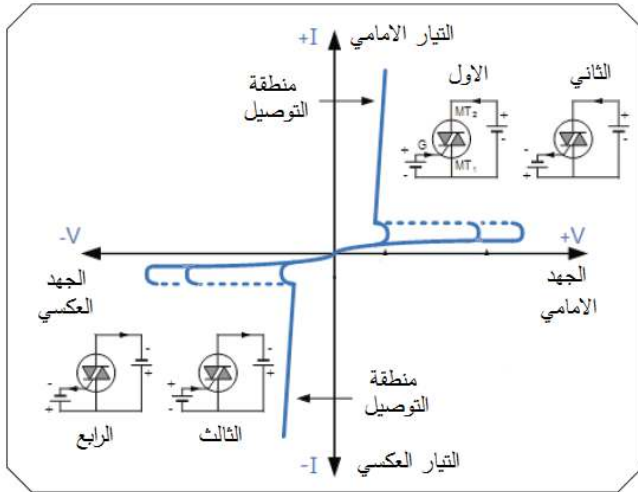 +I
التيار الامامي
منطقة
التوصيل
الاول
الثاني
MT₂
G
MT₁
+
-
+
-
+
-
-
+
-V
+V
الجهد
العكسي
الجهد
الامامي
-
+
-
+
-
+
+
-
الرابع
الثالث
منطقة
التوصيل
-I
التيار العكسي